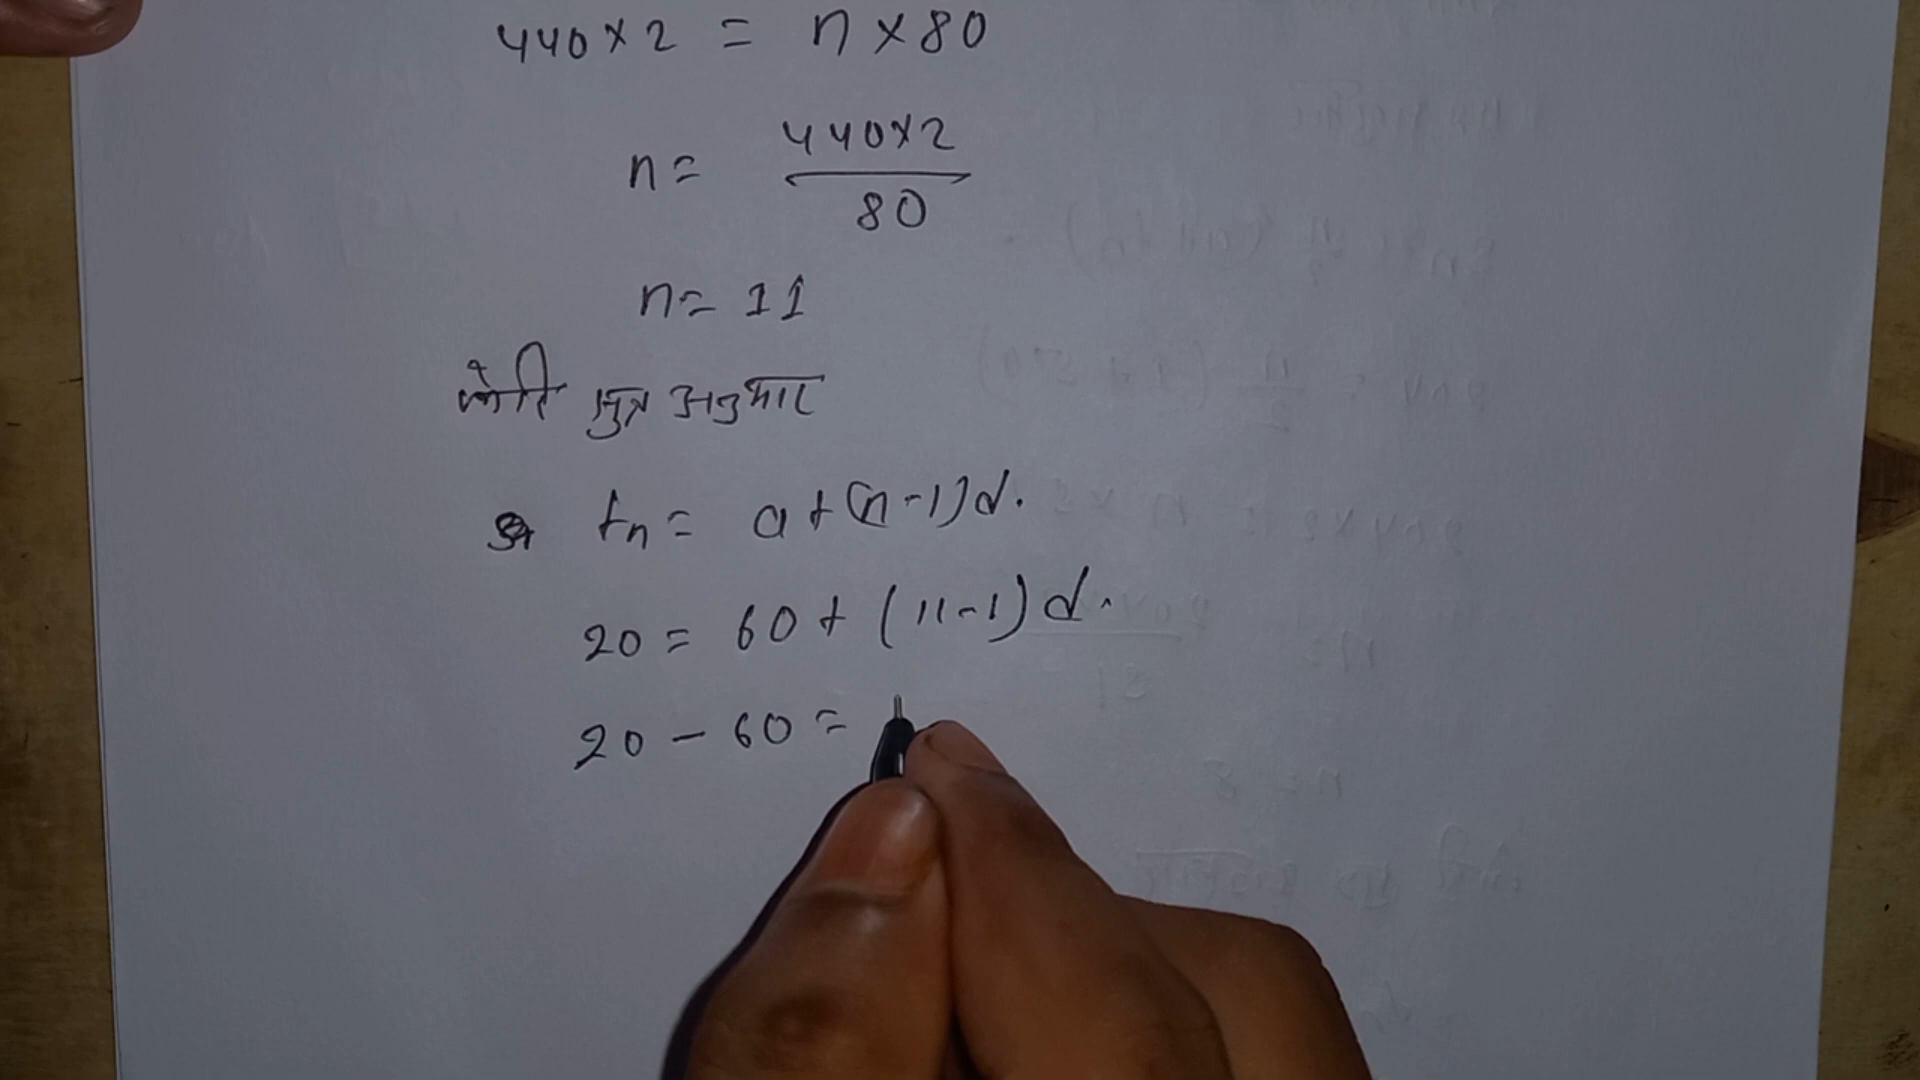 440×2 = n×80
n= 440×2
80
n= 11
सुत्र अनुसार
tn= a+(n-1)d.
20= 60+(11-1)d.
20-60=